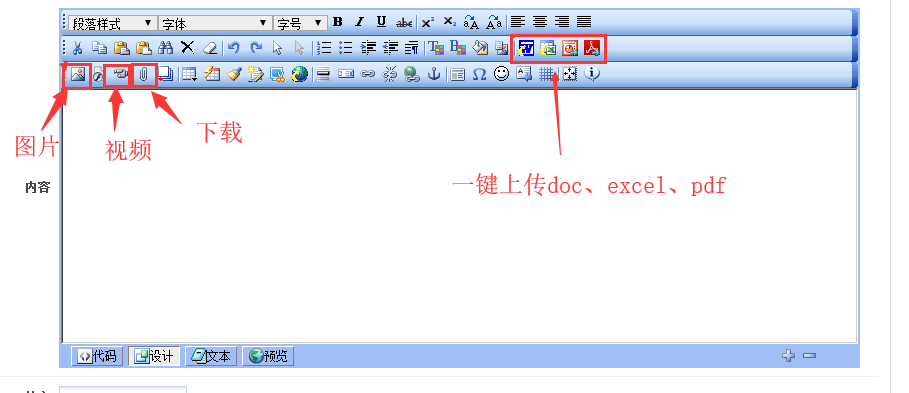 段落样式 字体 字号 B I U abc
图片
视频
下载
一键上传doc、excel、pdf
内容
代码 设计 文本 预览